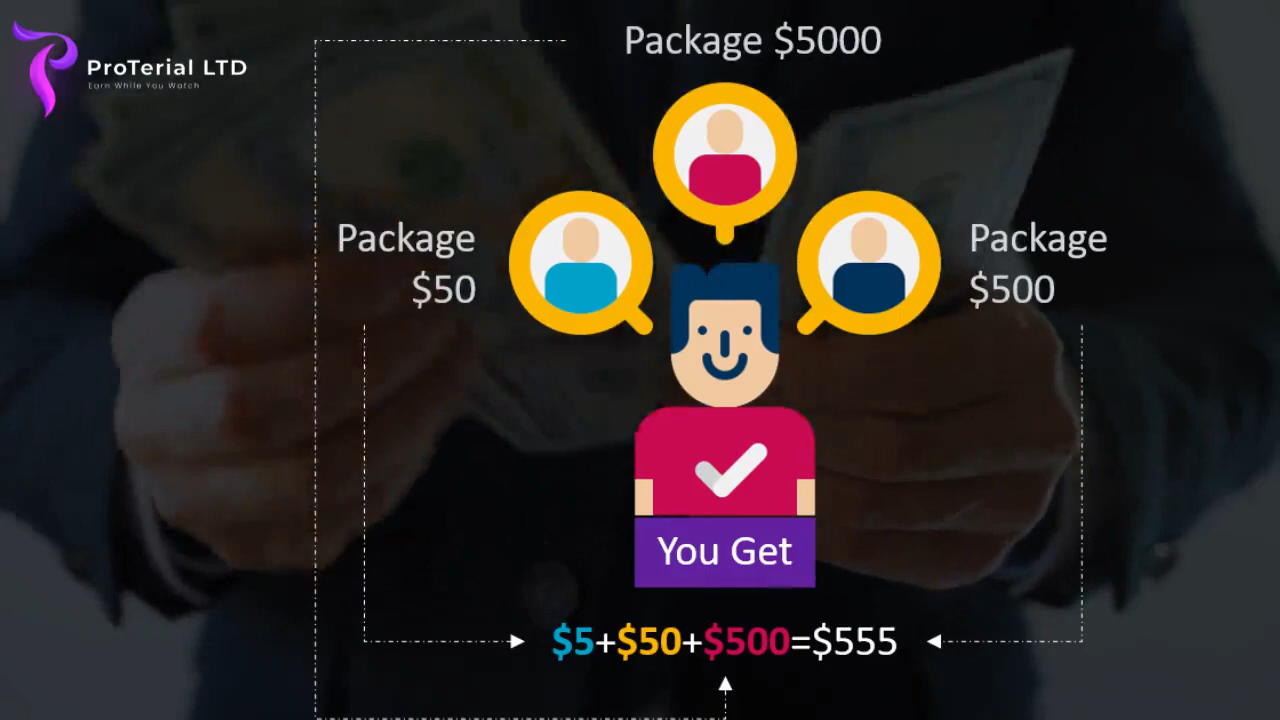 ProTerial LTD
Earn While You Watch
Package $5000
Package
$50
Package
$500
You Get
$5+$50+$500=$555